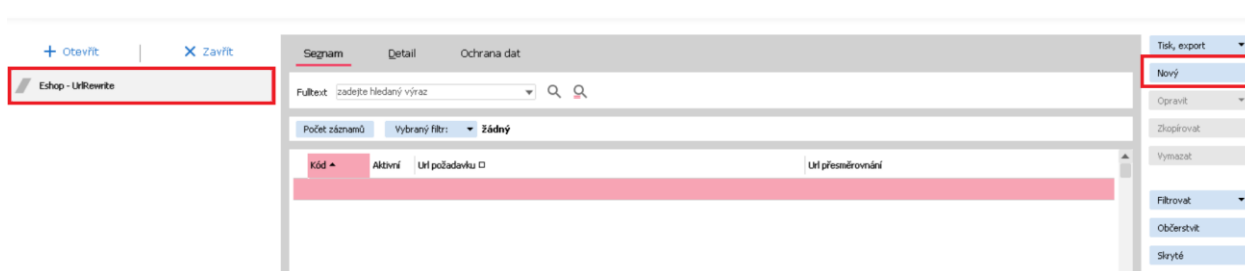 Otevřít Zavřít
Eshop - UrlRewrite
Seznam Detail Ochrana dat
Fulltext zadejte hledaný výraz
Počet záznamů Vybraný filtr: žádný
Kód Aktivní Url požadavku Url přesměrování
Tisk, export
Nový
Opravit
Zkopírovat
Vymazat
Filtrovat
Občerstvit
Skryté